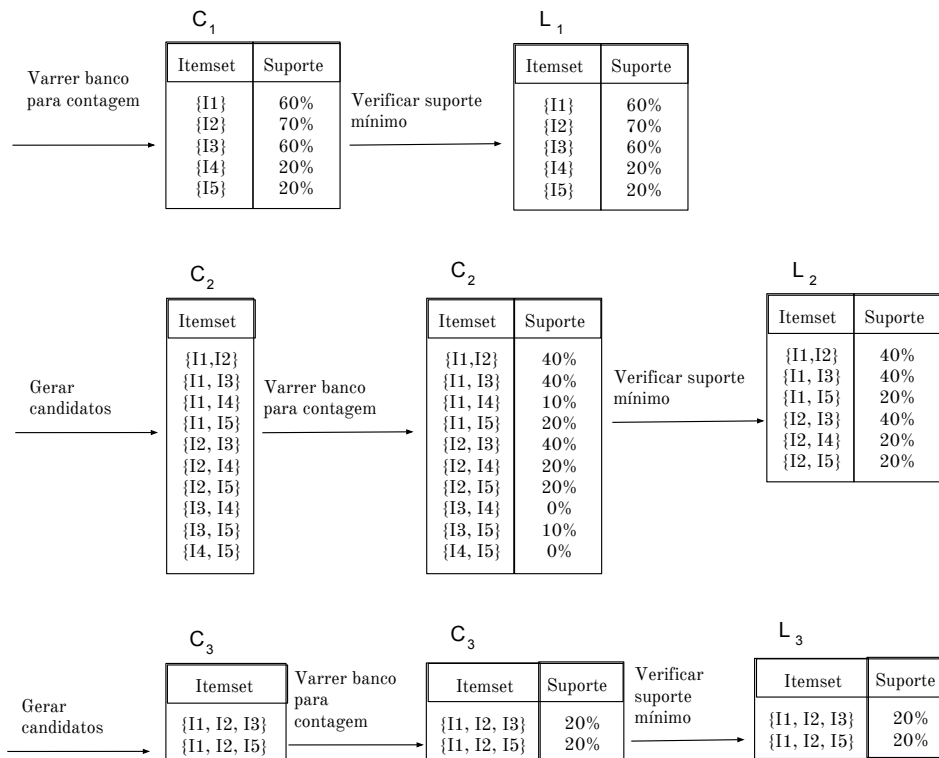 C1
L1
Varrer banco
para contagem
Itemset Suporte
{I1} 60%
{I2} 70%
{I3} 60%
{I4} 20%
{I5} 20%
Verificar suporte
mínimo
Itemset Suporte
{I1} 60%
{I2} 70%
{I3} 60%
{I4} 20%
{I5} 20%
C2
C2
L2
Gerar
candidatos
Itemset
{I1,I2}
{I1, I3}
{I1, I4}
{I1, I5}
{I2, I3}
{I2, I4}
{I2, I5}
{I3, I4}
{I3, I5}
{I4, I5}
Varrer banco
para contagem
Itemset Suporte
{I1,I2} 40%
{I1, I3} 40%
{I1, I4} 10%
{I1, I5} 20%
{I2, I3} 40%
{I2, I4} 20%
{I2, I5} 20%
{I3, I4} 0%
{I3, I5} 10%
{I4, I5} 0%
Verificar suporte
mínimo
Itemset Suporte
{I1,I2} 40%
{I1, I3} 40%
{I1, I5} 20%
{I2, I3} 40%
{I2, I4} 20%
{I2, I5} 20%
C3
C3
L3
Gerar
candidatos
Itemset
{I1, I2, I3}
{I1, I2, I5}
Varrer banco
para
contagem
Itemset Suporte
{I1, I2, I3} 20%
{I1, I2, I5} 20%
Verificar
suporte
mínimo
Itemset Suporte
{I1, I2, I3} 20%
{I1, I2, I5} 20%